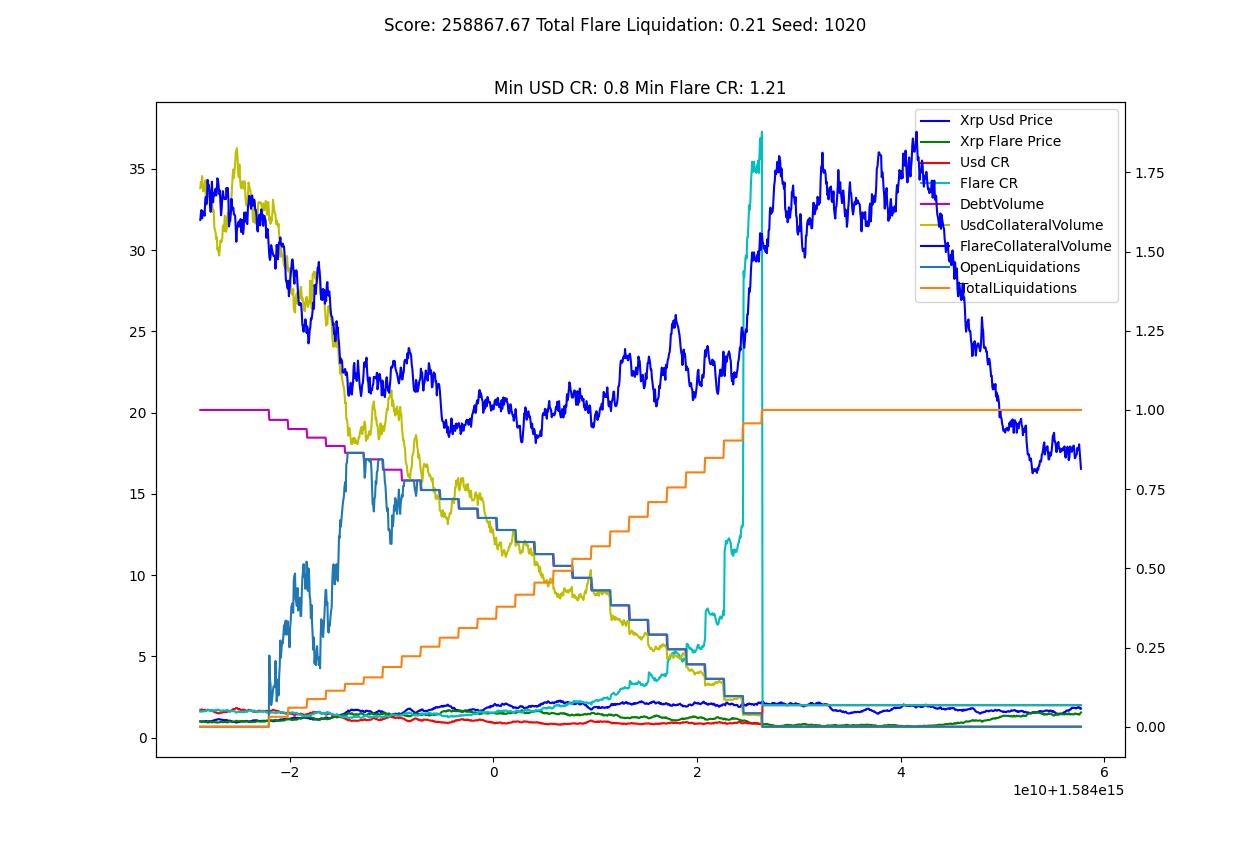 Score: 258867.67 Total Flare Liquidation: 0.21 Seed: 1020
Min USD CR: 0.8 Min Flare CR: 1.21
Xrp Usd Price
Xrp Flare Price
Usd CR
Flare CR
DebtVolume
UsdCollateralVolume
FlareCollateralVolume
OpenLiquidations
TotalLiquidations
35
30
25
20
15
10
5
0
1.75
1.50
1.25
1.00
0.75
0.50
0.25
0.00
−2
0
2
4
6
1e10+1.584e15